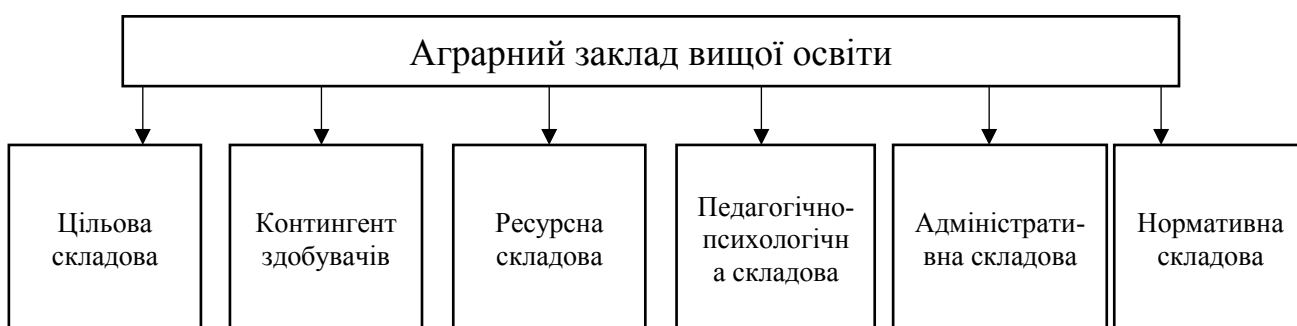 Аграрний заклад вищої освіти
Цільова
складова
Контингент
здобувачів
Ресурсна
складова
Педагогічно-
психологічн
а складова
Адміністрати-
вна складова
Нормативна
складова